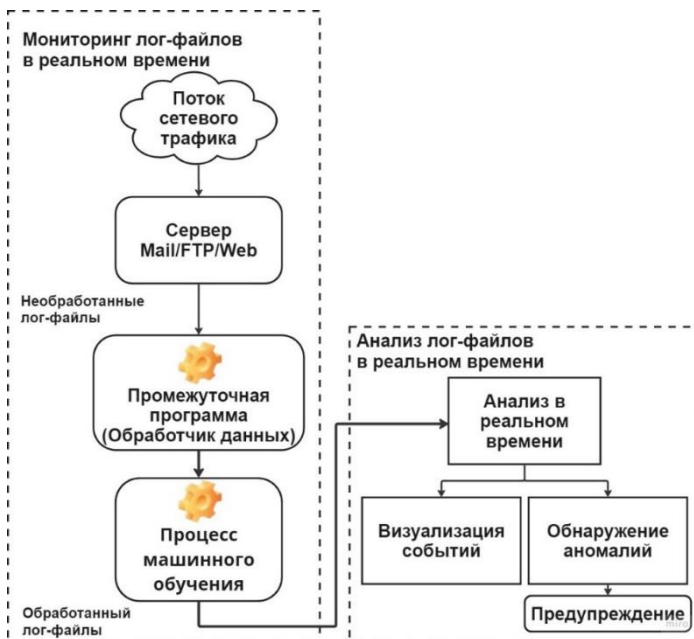 Мониторинг лог-файлов
в реальном времени
Поток
сетевого
трафика
Сервер
Mail/FTP/Web
Необработанные
лог-файлы
Промежуточная
программа
(Обработчик данных)
Процесс
машинного
обучения
Обработанный
лог-файлы
Анализ лог-файлов
в реальном времени
Анализ в
реальном
времени
Визуализация
событий
Обнаружение
аномалий
Предупреждение
miro